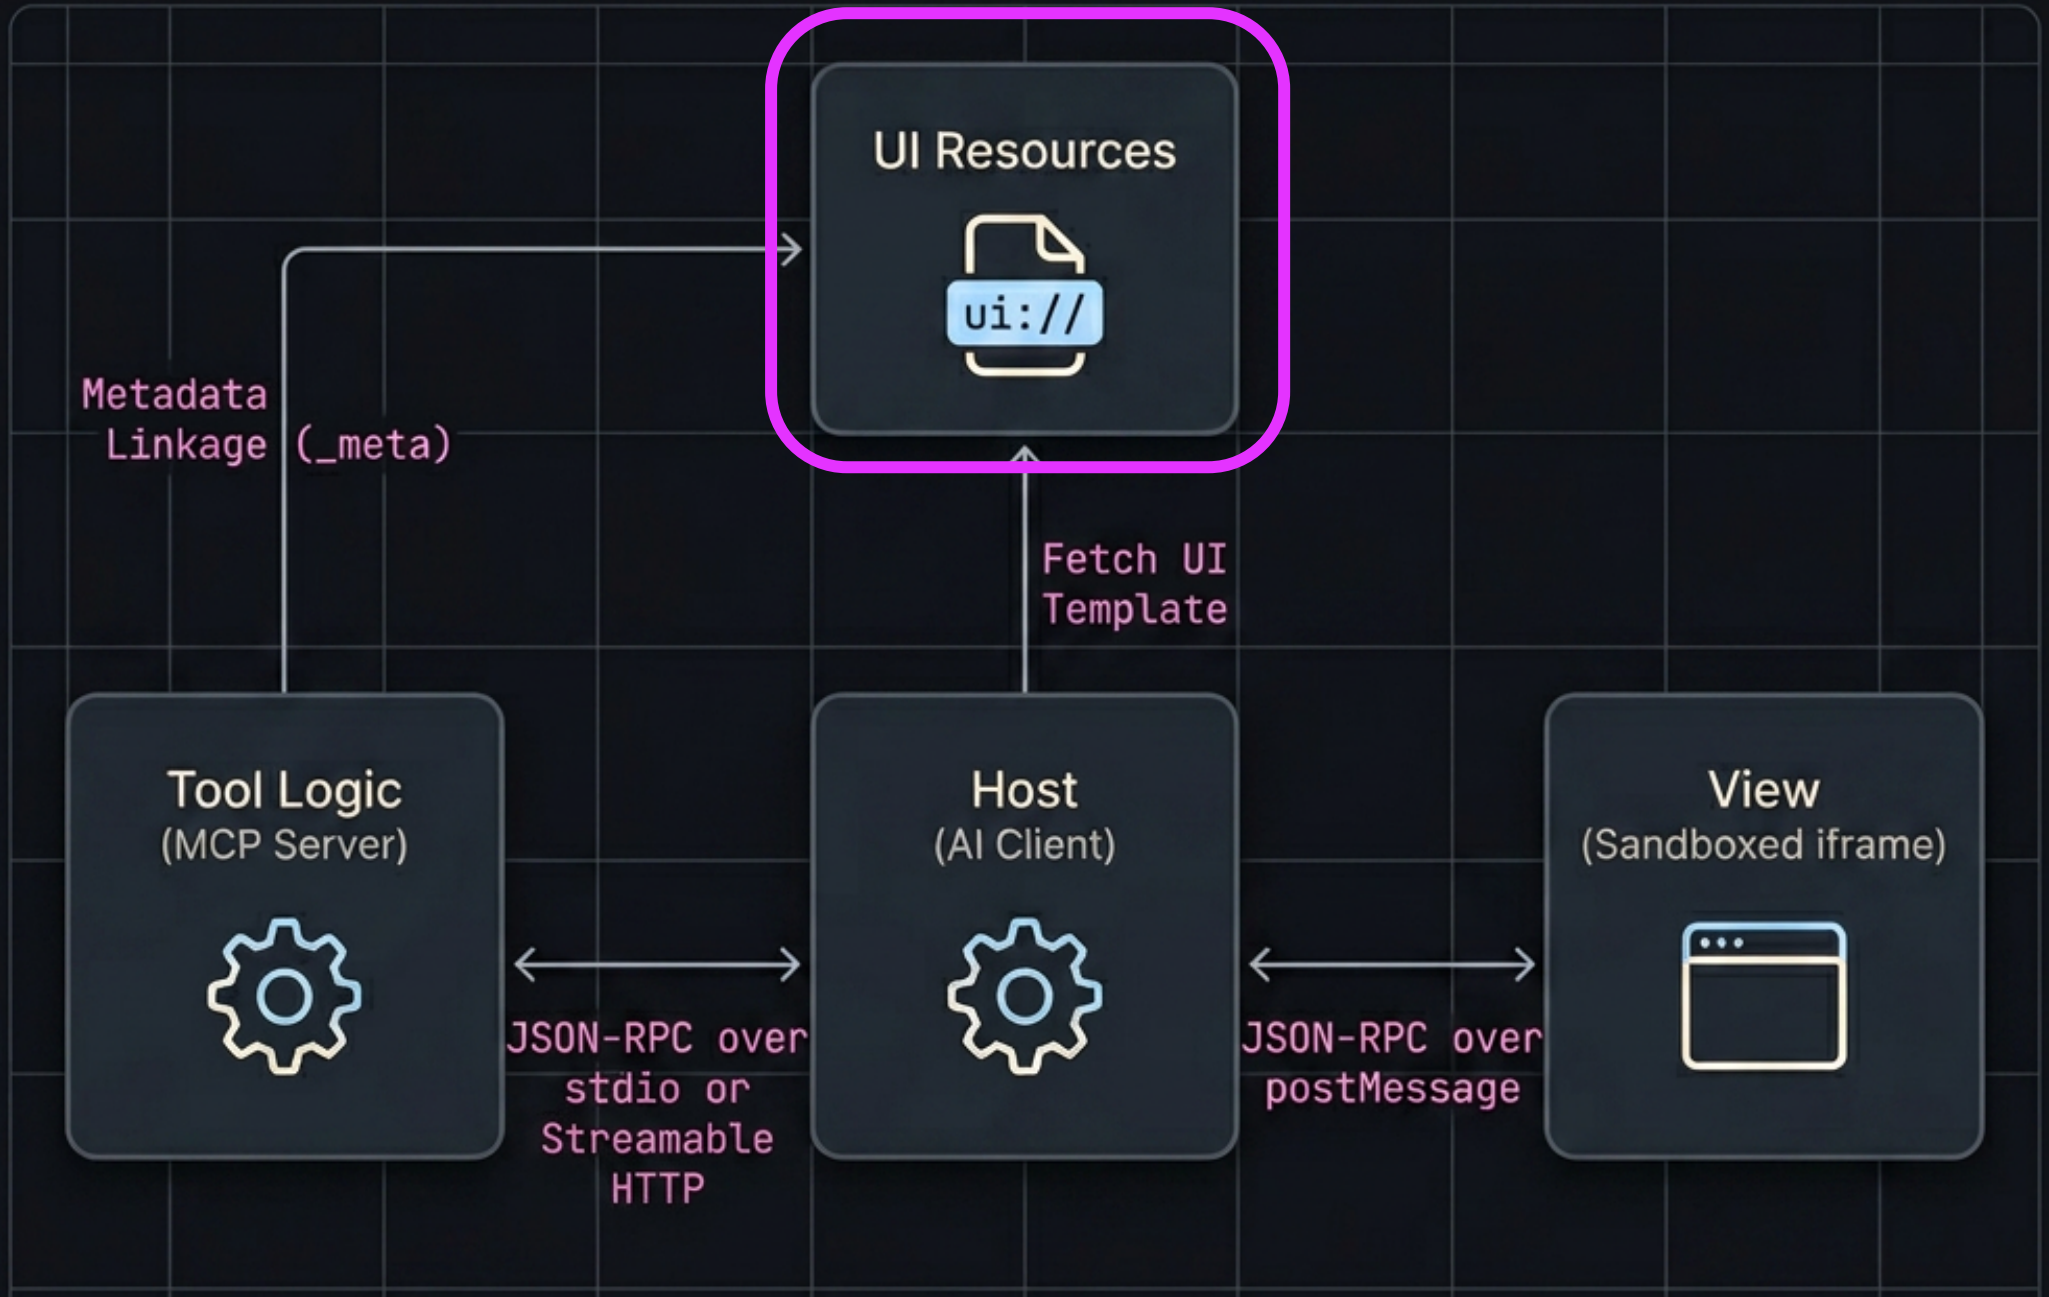 UI Resources
ui://
Metadata
Linkage (_meta)
Fetch UI
Template
Tool Logic
(MCP Server)
Host
(AI Client)
View
(Sandboxed iframe)
JSON-RPC over
stdio or
Streamable
HTTP
JSON-RPC over
postMessage